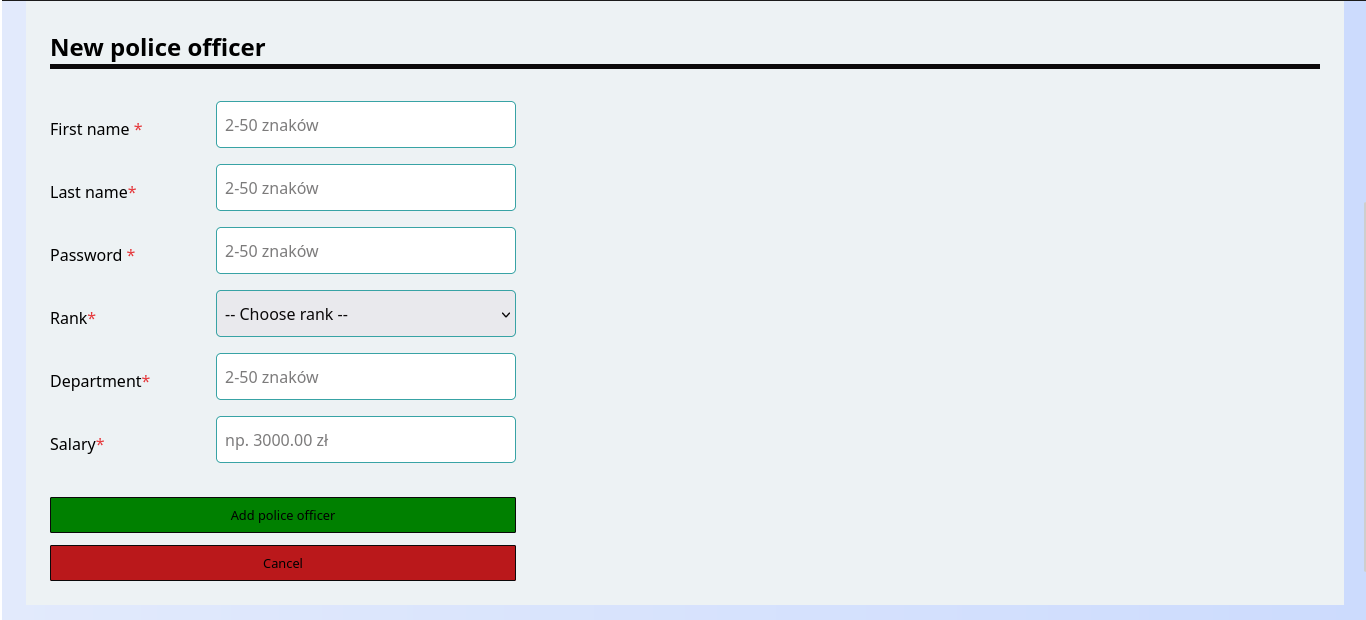 New police officer
First name *
2-50 znaków
Last name*
2-50 znaków
Password *
2-50 znaków
Rank*
-- Choose rank --
Department*
2-50 znaków
Salary*
np. 3000.00 zł
Add police officer
Cancel